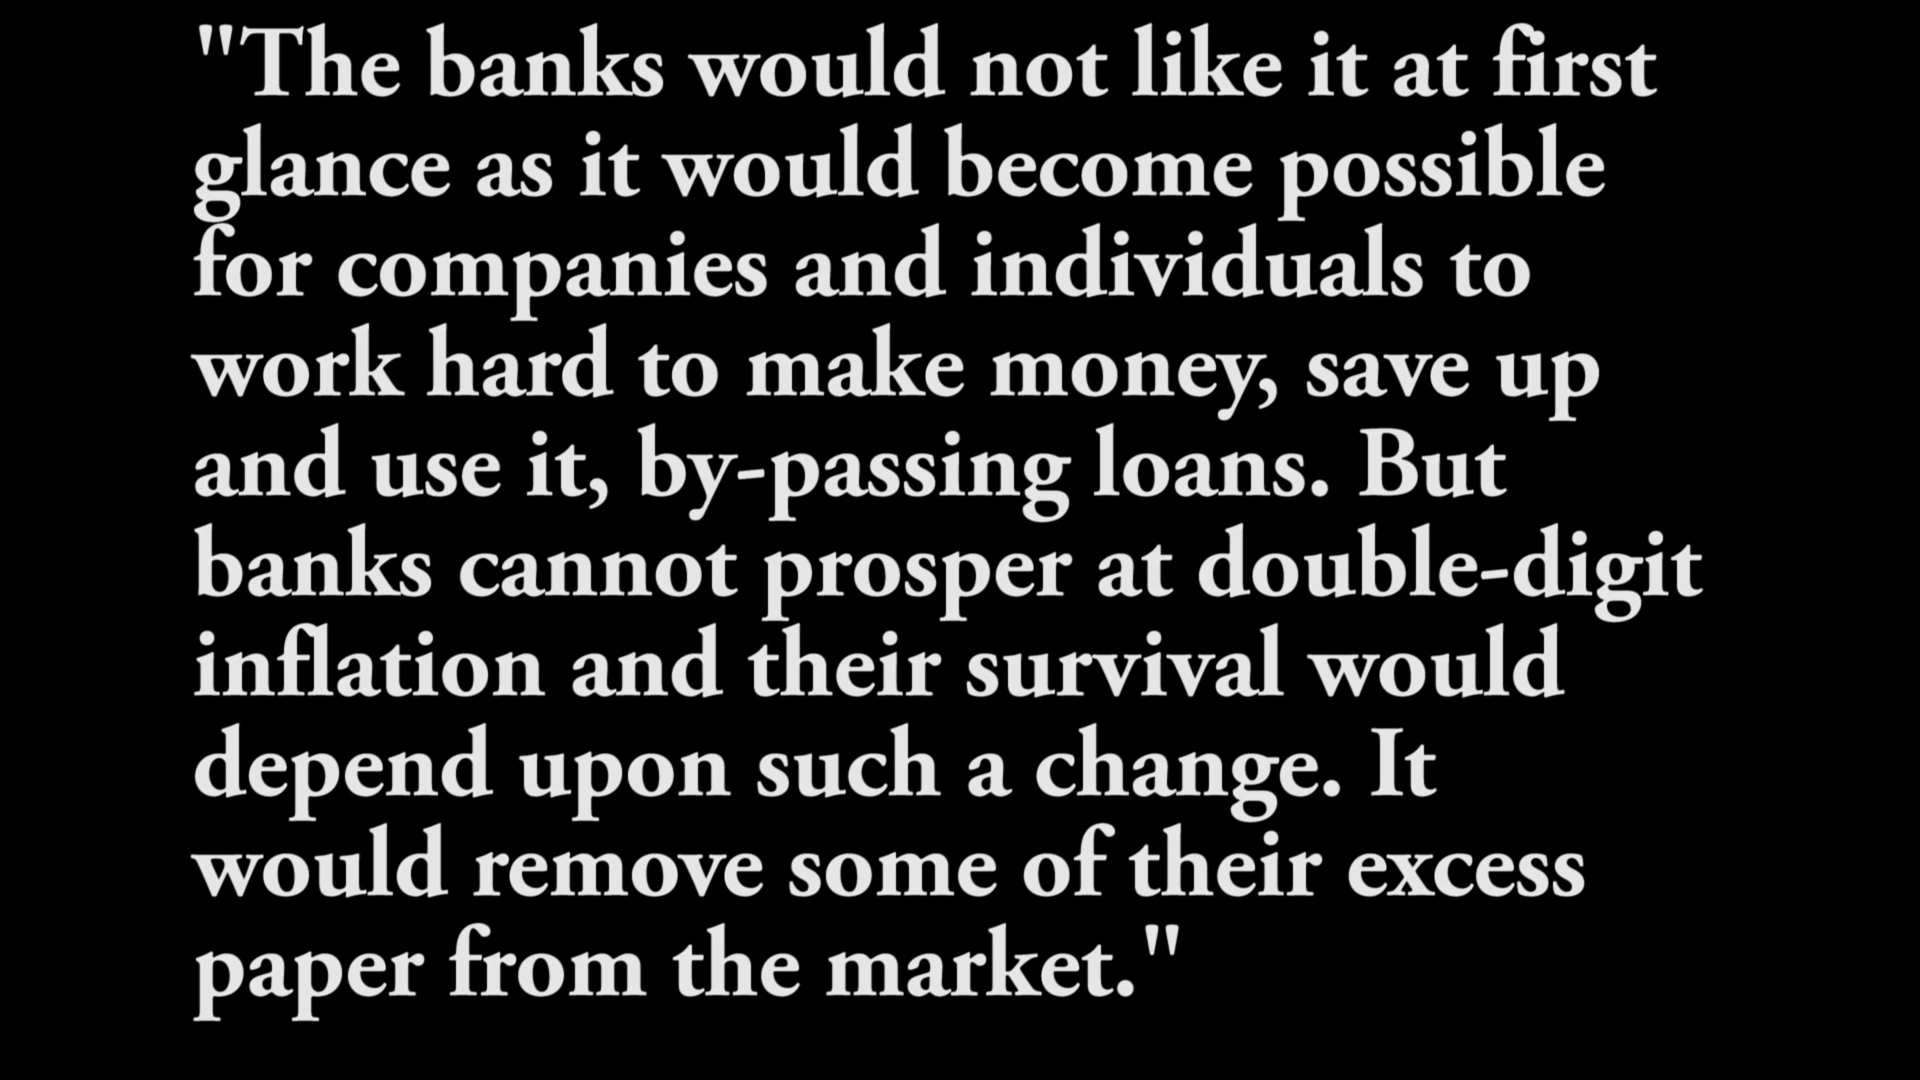 "The banks would not like it at first
glance as it would become possible
for companies and individuals to
work hard to make money, save up
and use it, by-passing loans. But
banks cannot prosper at double-digit
inflation and their survival would
depend upon such a change. It
would remove some of their excess
paper from the market."